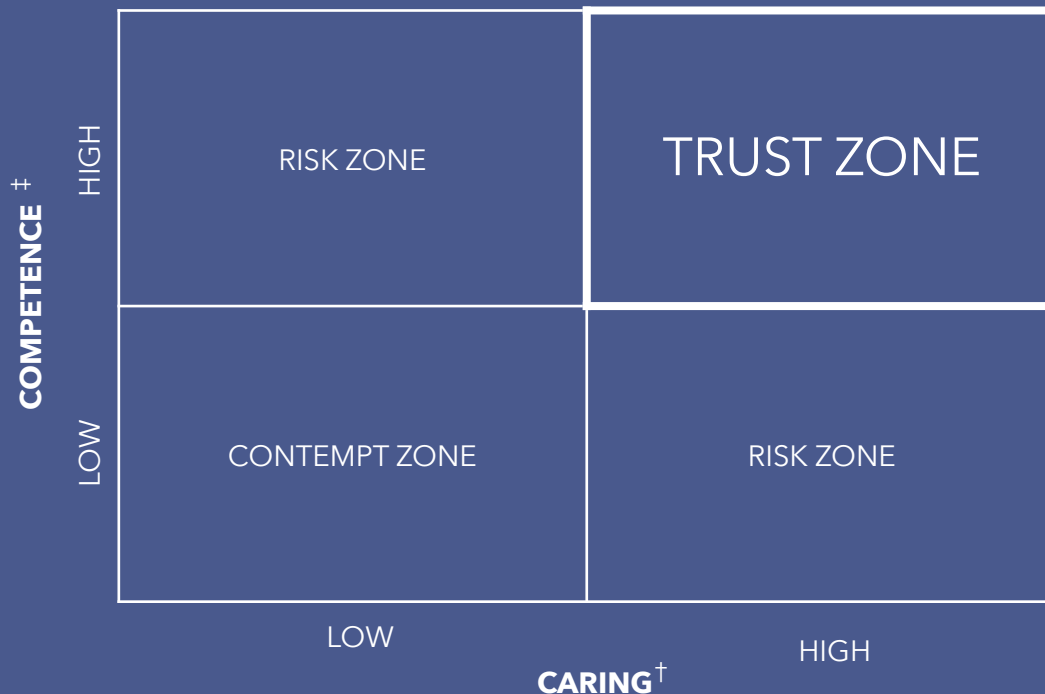 RISK ZONE
TRUST ZONE
HIGH
COMPETENCE ‡
LOW
CONTEMPT ZONE
RISK ZONE
LOW
HIGH
CARING†